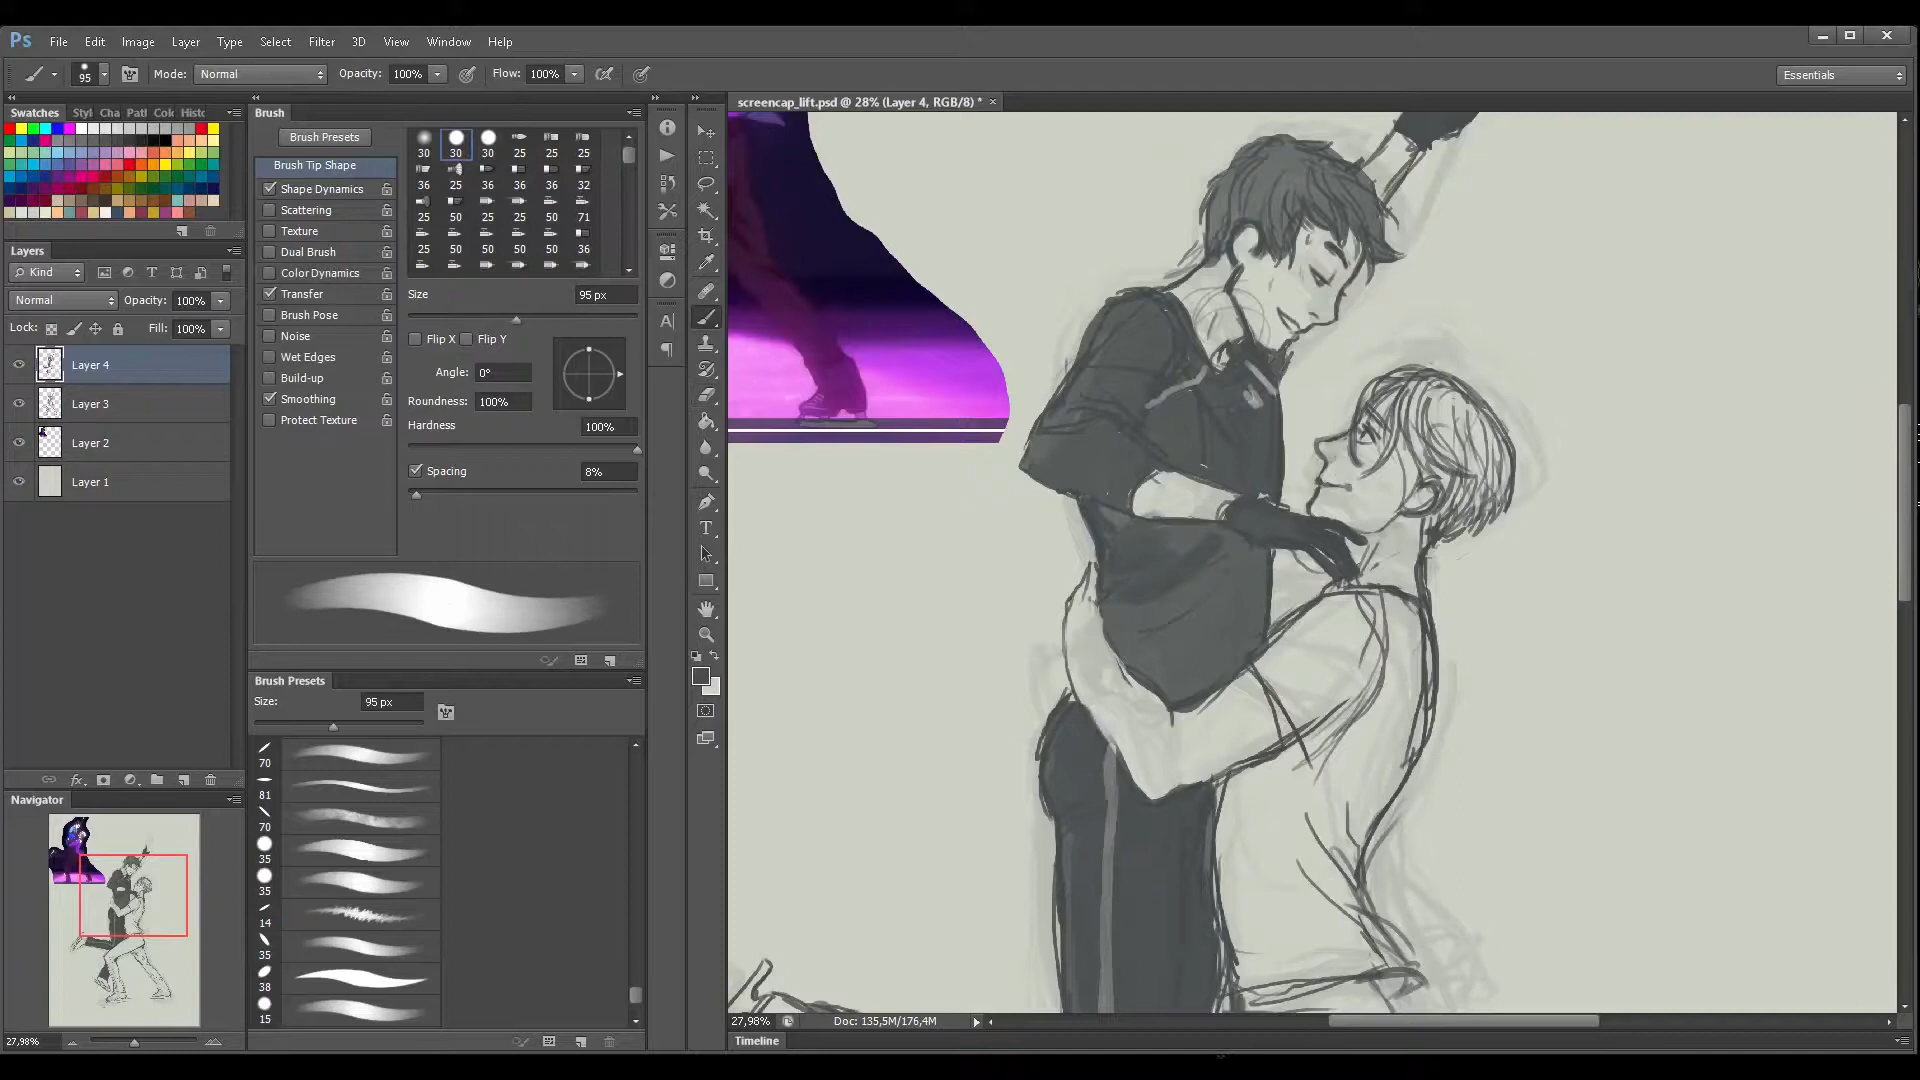 Ps File Edit Image Layer Type Select Filter 3D View Window Help
95 Mode: Normal Opacity: 100% Flow: 100% Essentials
Swatches Styl Cha Patl Col Histo
Brush
screencap_lift.psd @ 28% (Layer 4, RGB/8) * ×
Brush Presets
30 30 30 25 25 25
Brush Tip Shape
36 25 36 36 36 32
Shape Dynamics
Scattering
25 50 25 25 25 71
Texture
25 50 50 50 50 36
Dual Brush
Color Dynamics
Transfer
Brush Pose
Noise
Wet Edges
Build-up
Smoothing
Protect Texture
Size 95 px
Flip X Flip Y
Angle: 0°
Roundness: 100%
Hardness 100%
Spacing 8%
Layers
Kind
Normal Opacity: 100%
Lock: Fill: 100%
Layer 4
Layer 3
Layer 2
Layer 1
Brush Presets
Size: 95 px
70
81
70
35
35
14
35
38
15
Navigator
27,98%
27,98% Doc: 135,5M/176,4M
Timeline